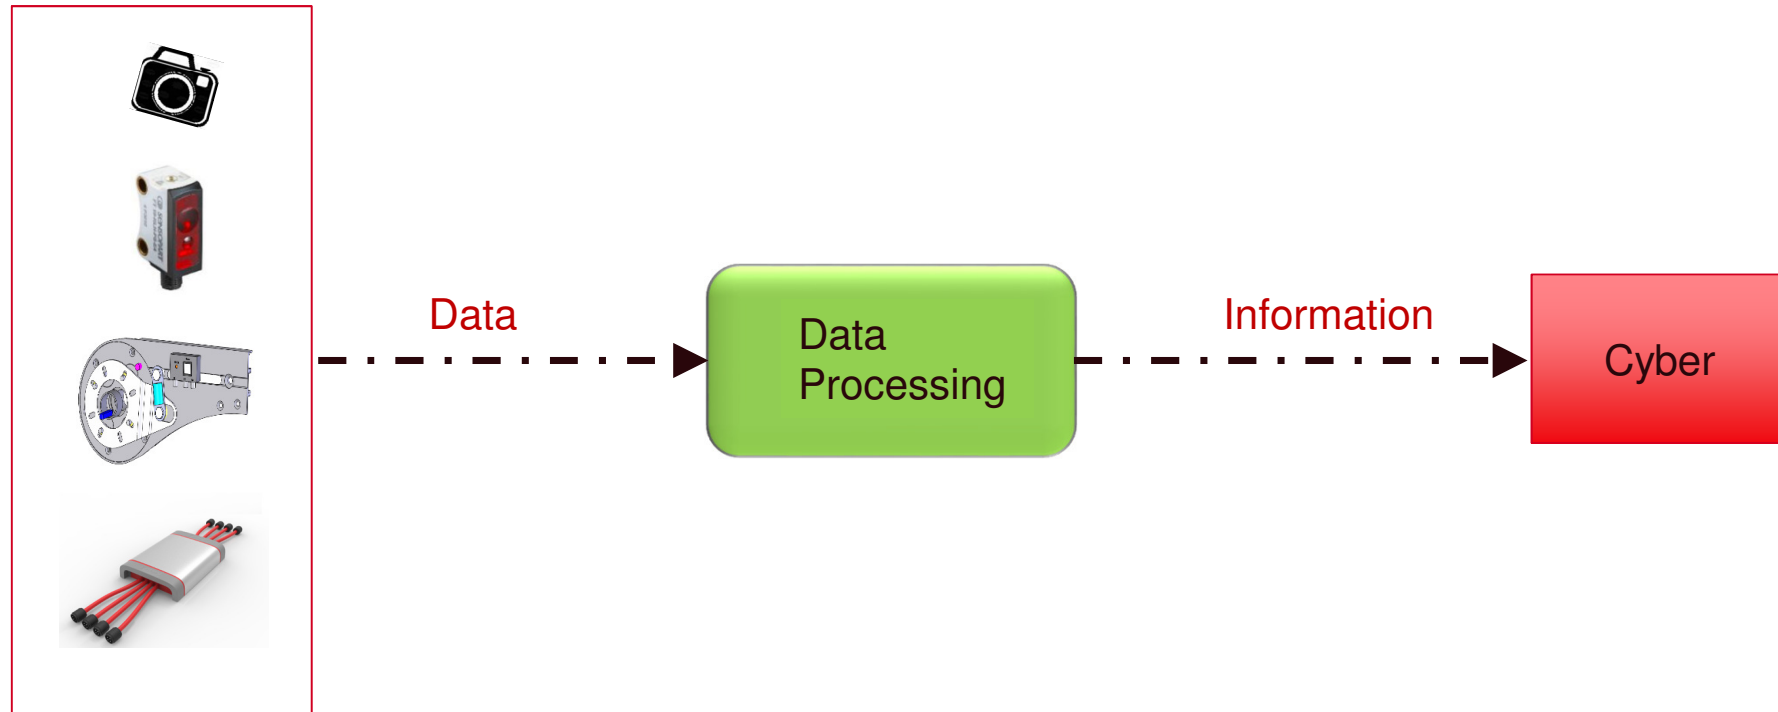 Data
Data
Processing
Information
Cyber